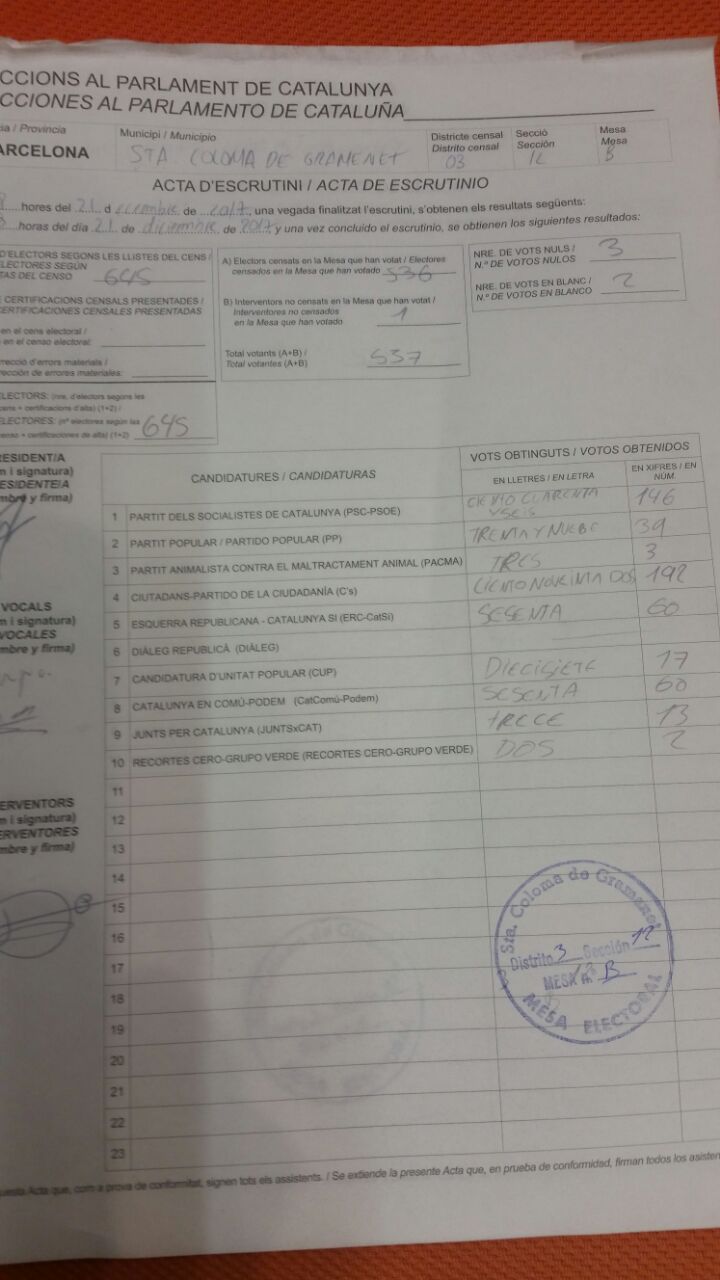 CCIONS AL PARLAMENT DE CATALUNYA
CCIONES AL PARLAMENTO DE CATALUÑA
ia / Provincia
ARCELONA
Municipi / Municipio
STA. COLOMA DE GRAMENET
Districte censal
Distrito censal
03
Secció
Sección
12
Mesa
Mesa
B
ACTA D'ESCRUTINI / ACTA DE ESCRUTINIO
hores del 21 d de 2017, una vegada finalitzat l'escrutini, s'obtenen els resultats següents:
horas del día 21 de diciembre de 2017 y una vez concluido el escrutinio, se obtienen los siguientes resultados:
D'ELECTORS SEGONS LES LLISTES DEL CENS /
LECTORES SEGÚN
TAS DEL CENSO 645
CERTIFICACIONS CENSALS PRESENTADES /
CERTIFICACIONES CENSALES PRESENTADAS
en el cens electoral /
en el censo electoral:
rrecció d'errors materials /
rección de errores materiales:
ELECTORS: (nre. d'electors segons les
cens + certificacions d'alta) (1+2) /
ELECTORES: (nº electores según las
enso + certificaciones de alta) (1+2) 645
A) Electors censats en la Mesa que han votat / Electores
censados en la Mesa que han votado 536
B) Interventors no censats en la Mesa que han votat /
Interventores no censados
en la Mesa que han votado 1
Total votants (A+B) /
Total votantes (A+B) 537
NRE. DE VOTS NULS /
N.º DE VOTOS NULOS 3
NRE. DE VOTS EN BLANC /
N.º DE VOTOS EN BLANCO 2
RESIDENT/A
m i signatura)
ESIDENTE/A
mbre y firma)
VOCALS
m i signatura)
VOCALES
mbre y firma)
ERVENTORS
m i signatura)
ERVENTORES
mbre y firma)
CANDIDATURES / CANDIDATURAS
VOTS OBTINGUTS / VOTOS OBTENIDOS
EN LLETRES / EN LETRA
EN XIFRES / EN NÚM.
1 PARTIT DELS SOCIALISTES DE CATALUNYA (PSC-PSOE) CIENTO CUARENTA Y SEIS 146
2 PARTIT POPULAR / PARTIDO POPULAR (PP) TRENTA Y NUEBE 39
3 PARTIT ANIMALISTA CONTRA EL MALTRACTAMENT ANIMAL (PACMA) TRES 3
4 CIUTADANS-PARTIDO DE LA CIUDADANÍA (C's) CIENTO NOVEINTA DOS 192
5 ESQUERRA REPUBLICANA - CATALUNYA SI (ERC-CatSí) SESENTA 60
6 DIÀLEG REPUBLICÀ (DIÀLEG)
7 CANDIDATURA D'UNITAT POPULAR (CUP) DIECISIETE 17
8 CATALUNYA EN COMÚ-PODEM (CatComú-Podem) SESENTA 60
9 JUNTS PER CATALUNYA (JUNTSxCAT) TRECE 13
10 RECORTES CERO-GRUPO VERDE (RECORTES CERO-GRUPO VERDE) DOS 2
11
12
13
14
15
16
17
18
19
20
21
22
23
Sta. Coloma de Gramanet
Distrito 3 Sección 12
MESA B
MESA ELECTORAL
uesta Acta que, com a prova de conformitat, signen tots els assistents. / Se extiende la presente Acta que, en prueba de conformidad, firman todos los asisten